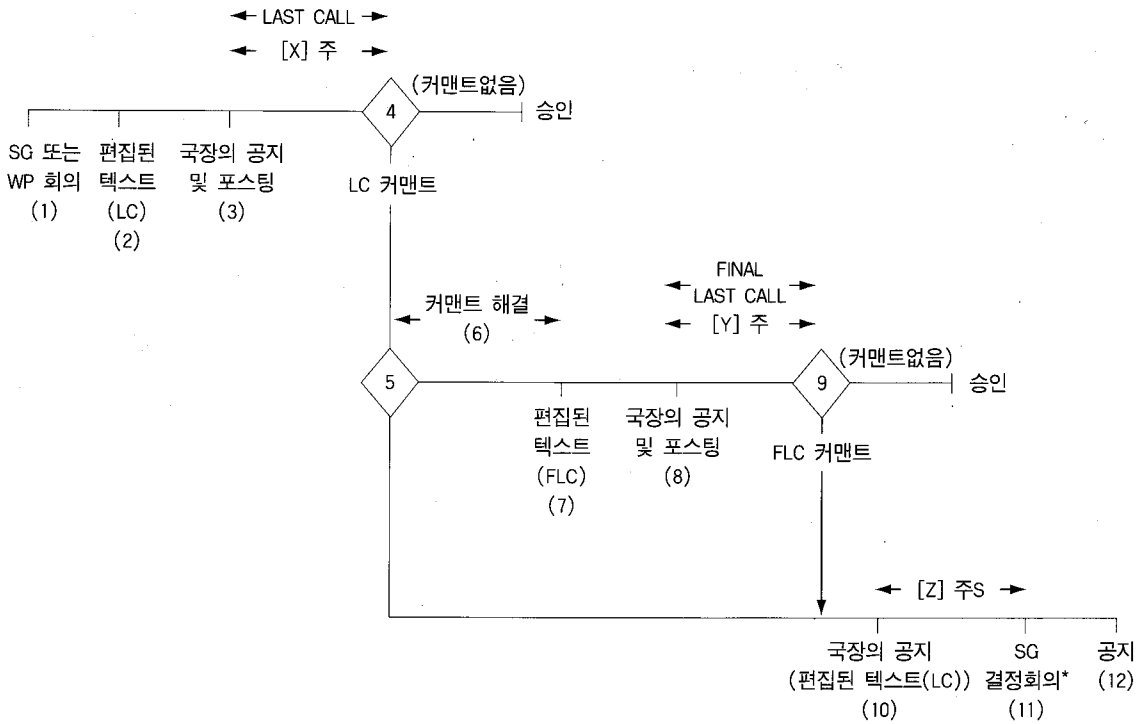 LAST CALL
[X] 주
(커맨트없음)
4
승인
SG 또는
WP 회의
(1)
편집된
텍스트
(LC)
(2)
국장의 공지
및 포스팅
(3)
LC 커맨트
커맨트 해결
(6)
FINAL
LAST CALL
[Y] 주
(커맨트없음)
5
9
승인
편집된
텍스트
(FLC)
(7)
국장의 공지
및 포스팅
(8)
FLC 커맨트
[Z] 주S
국장의 공지
(편집된 텍스트(LC))
(10)
SG
결정회의*
(11)
공지
(12)